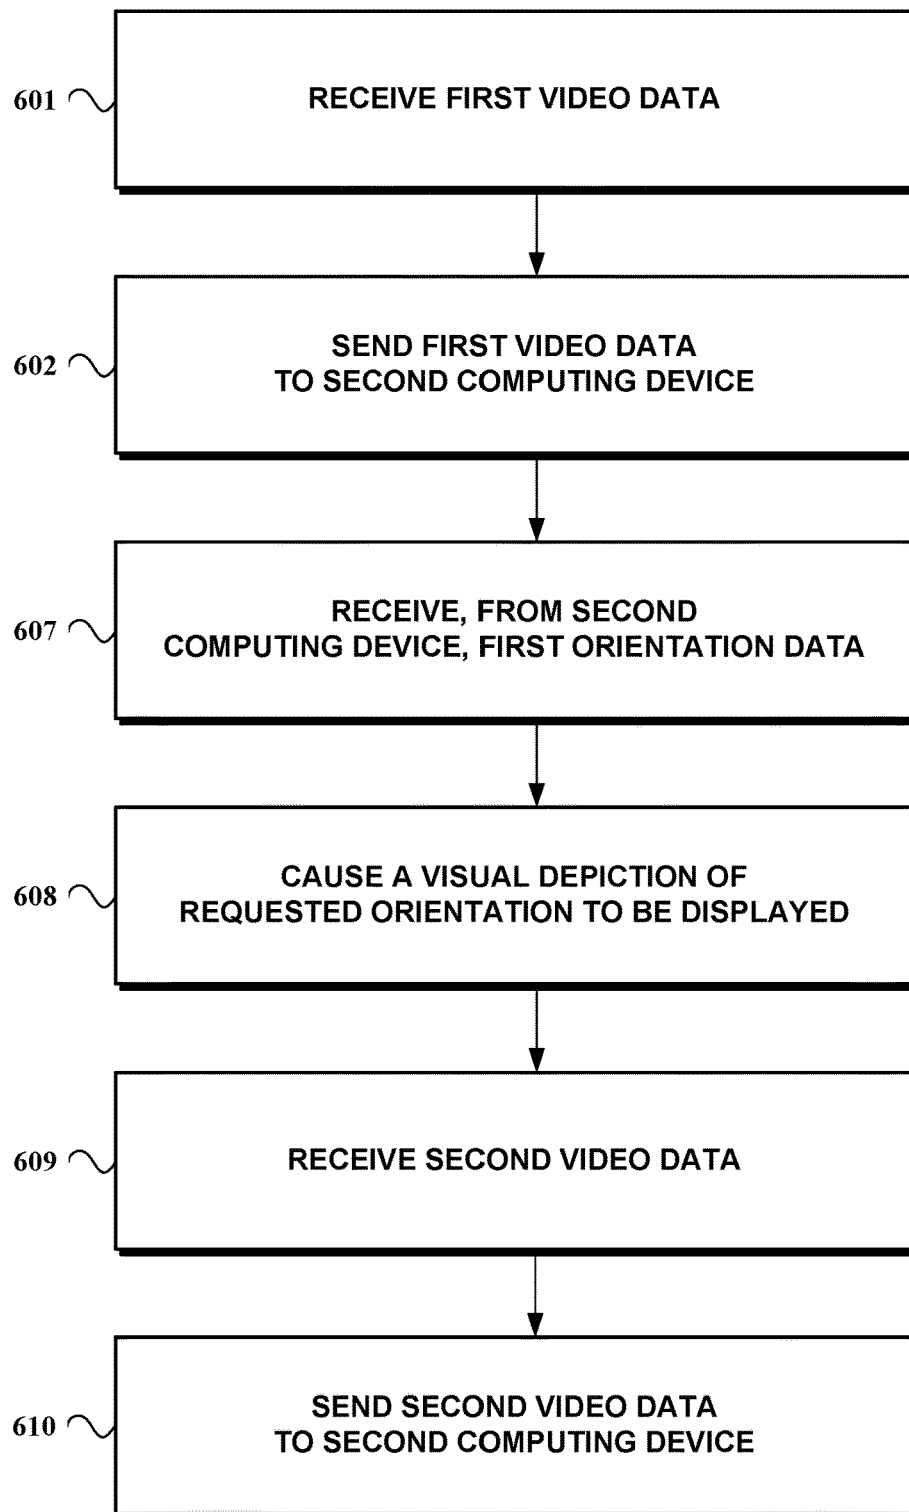 601
RECEIVE FIRST VIDEO DATA
602
SEND FIRST VIDEO DATA
TO SECOND COMPUTING DEVICE
607
RECEIVE, FROM SECOND
COMPUTING DEVICE, FIRST ORIENTATION DATA
608
CAUSE A VISUAL DEPICTION OF
REQUESTED ORIENTATION TO BE DISPLAYED
609
RECEIVE SECOND VIDEO DATA
610
SEND SECOND VIDEO DATA
TO SECOND COMPUTING DEVICE